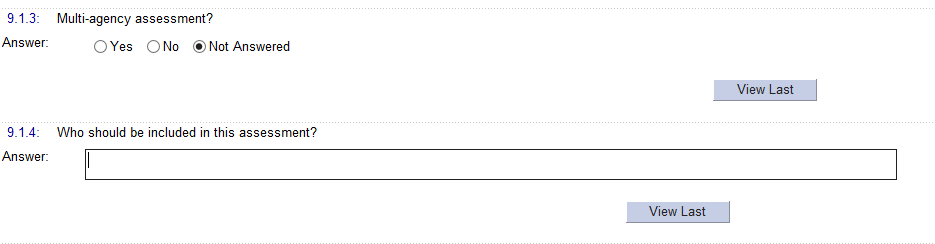 9.1.3: Multi-agency assessment?
Answer: Yes No Not Answered
View Last
9.1.4: Who should be included in this assessment?
Answer:
View Last